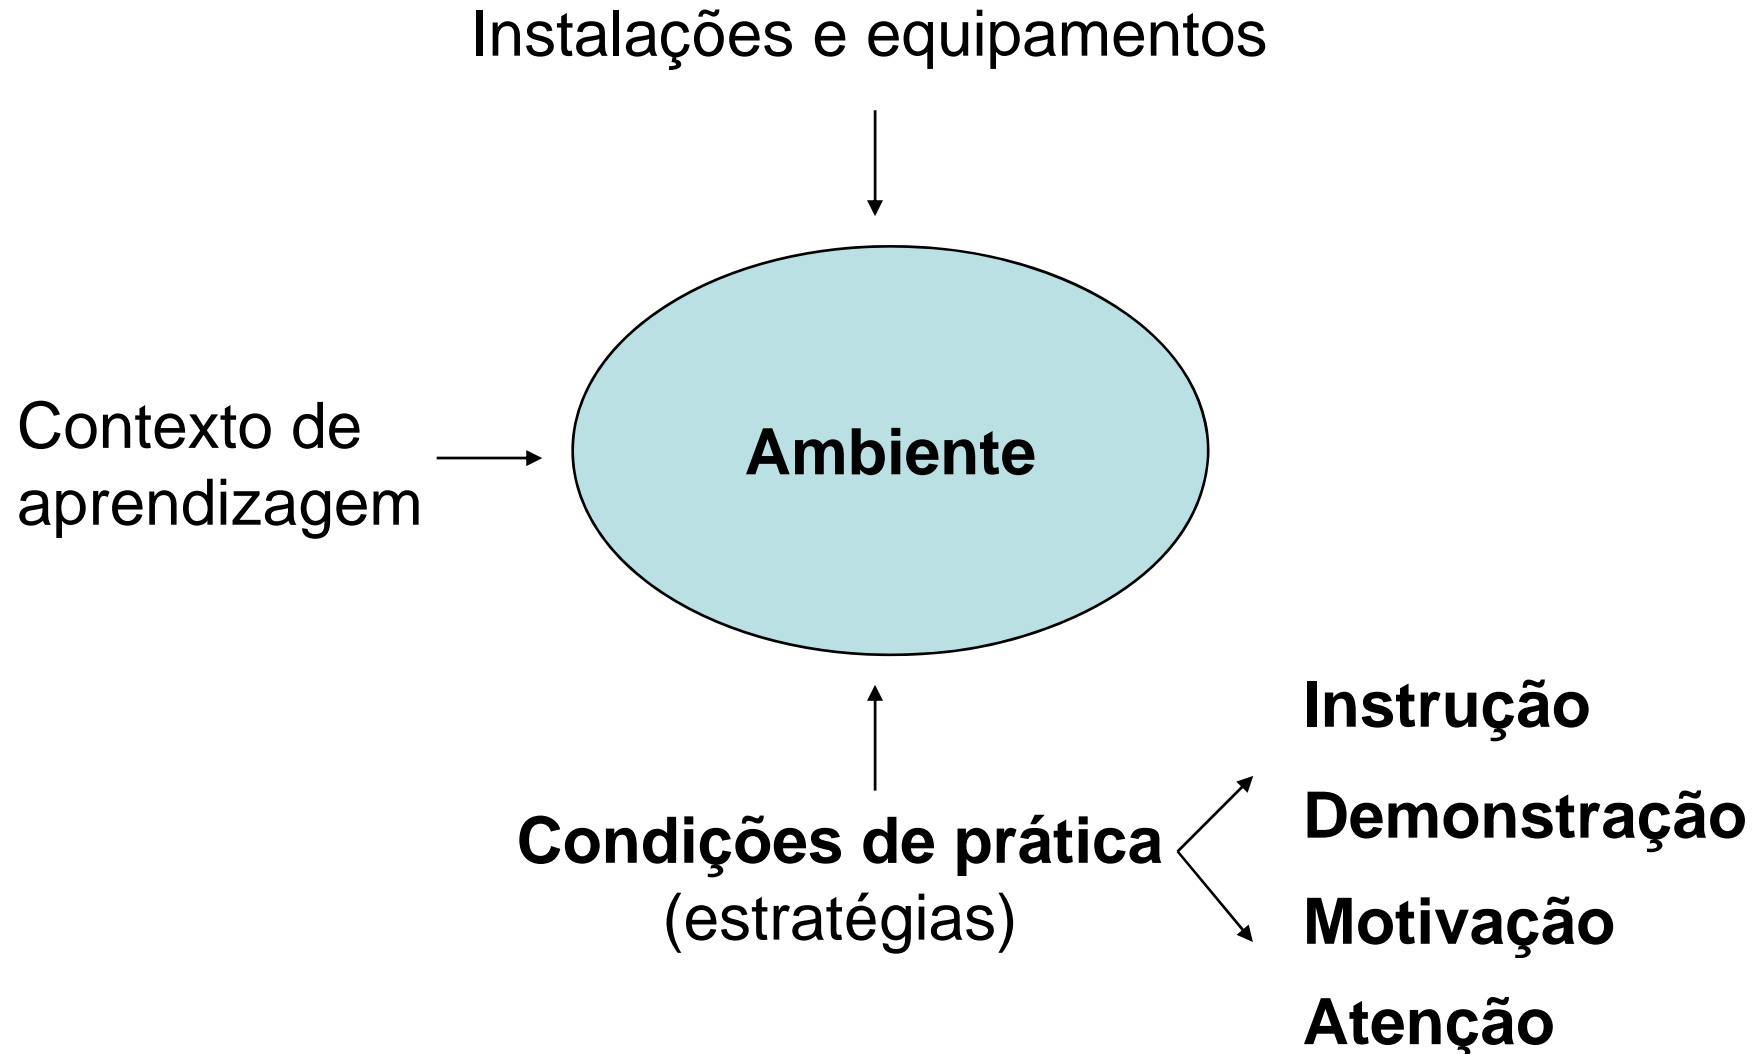 Instalações e equipamentos
Contexto de
aprendizagem
Ambiente
Condições de prática
(estratégias)
Instrução
Demonstração
Motivação
Atenção